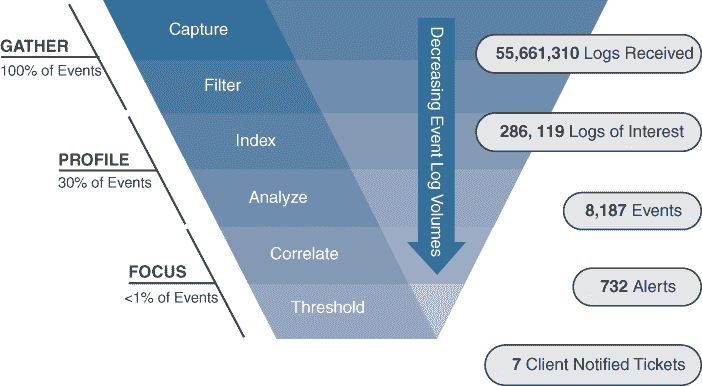 GATHER
100% of Events
PROFILE
30% of Events
FOCUS
<1% of Events
Capture
Filter
Index
Analyze
Correlate
Threshold
Decreasing Event Log Volumes
55,661,310 Logs Received
286, 119 Logs of Interest
8,187 Events
732 Alerts
7 Client Notified Tickets